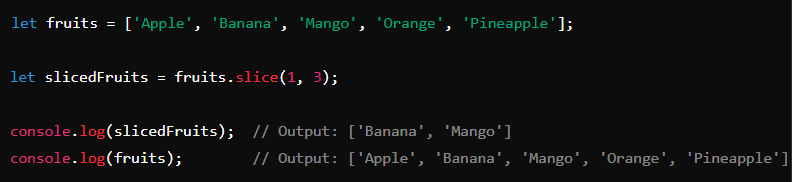 let fruits = ['Apple', 'Banana', 'Mango', 'Orange', 'Pineapple'];
let slicedFruits = fruits.slice(1, 3);
console.log(slicedFruits);  // Output: ['Banana', 'Mango']
console.log(fruits);        // Output: ['Apple', 'Banana', 'Mango', 'Orange', 'Pineapple']